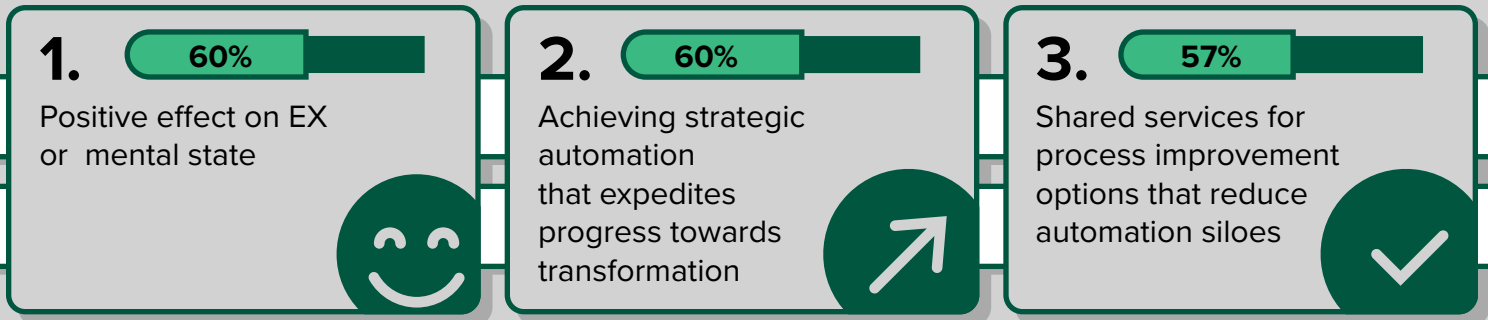 1.
60%
Positive effect on EX
or  mental state
2.
60%
Achieving strategic
automation
that expedites
progress towards
transformation
3.
57%
Shared services for
process improvement
options that reduce
automation siloes